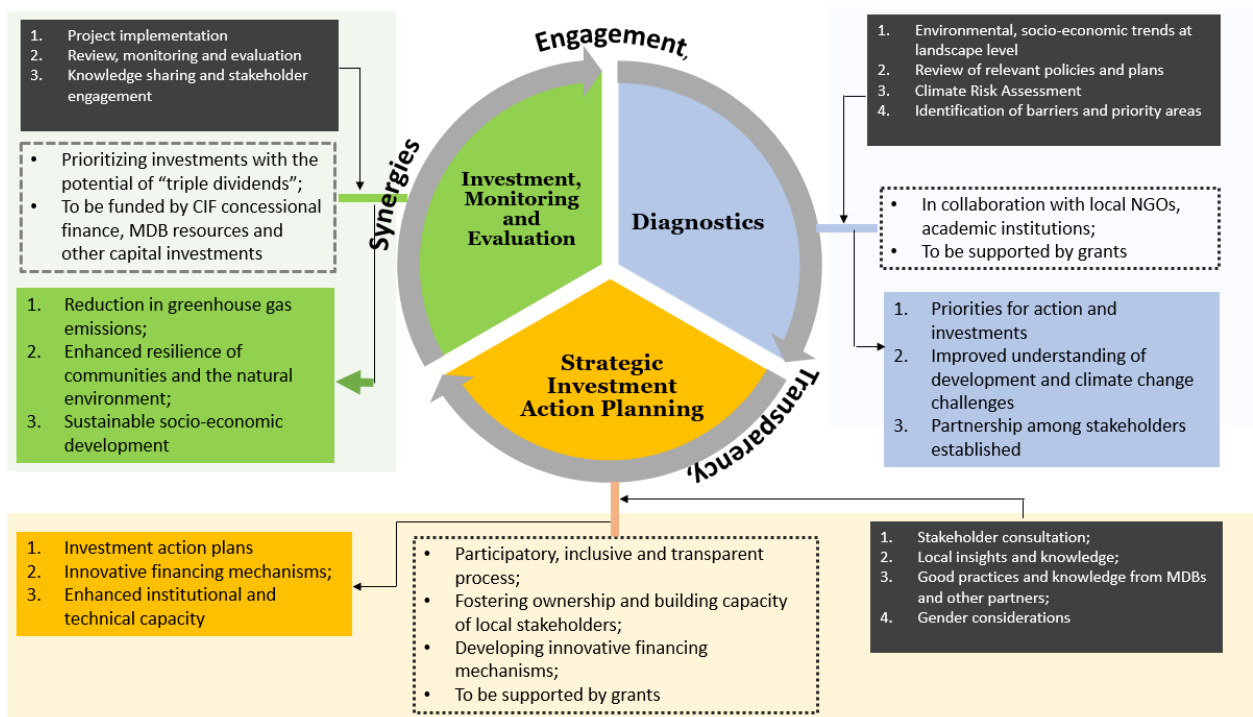 1. Project implementation
2. Review, monitoring and evaluation
3. Knowledge sharing and stakeholder
engagement
• Prioritizing investments with the
potential of “triple dividends”;
• To be funded by CIF concessional
finance, MDB resources and
other capital investments
1. Reduction in greenhouse gas
emissions;
2. Enhanced resilience of
communities and the natural
environment;
3. Sustainable socio-economic
development
Engagement,
Transparency,
Synergies
Investment,
Monitoring
and
Evaluation
Diagnostics
Strategic
Investment
Action Planning
1. Environmental, socio-economic trends at
landscape level
2. Review of relevant policies and plans
3. Climate Risk Assessment
4. Identification of barriers and priority areas
• In collaboration with local NGOs,
academic institutions;
• To be supported by grants
1. Priorities for action and
investments
2. Improved understanding of
development and climate change
challenges
3. Partnership among stakeholders
established
1. Investment action plans
2. Innovative financing mechanisms;
3. Enhanced institutional and
technical capacity
• Participatory, inclusive and transparent
process;
• Fostering ownership and building capacity
of local stakeholders;
• Developing innovative financing
mechanisms;
• To be supported by grants
1. Stakeholder consultation;
2. Local insights and knowledge;
3. Good practices and knowledge from MDBs
and other partners;
4. Gender considerations